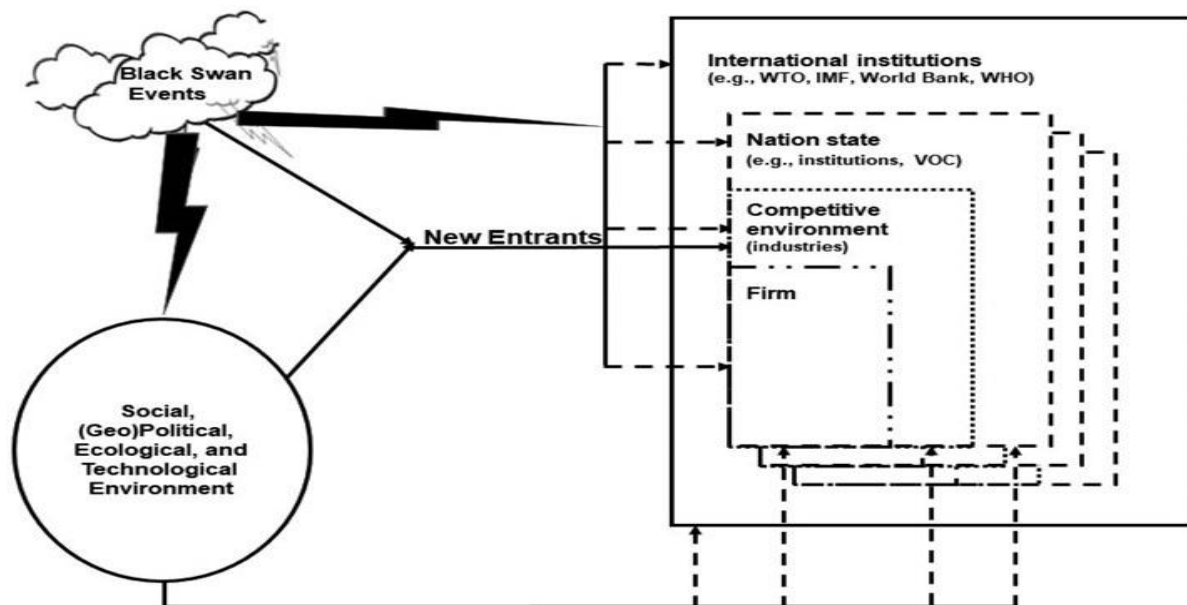 Black Swan
Events
International institutions
(e.g., WTO, IMF, World Bank, WHO)
Nation state
(e.g., institutions, VOC)
Competitive
environment
(industries)
New Entrants
Firm
Social,
(Geo)Political,
Ecological, and
Technological
Environment